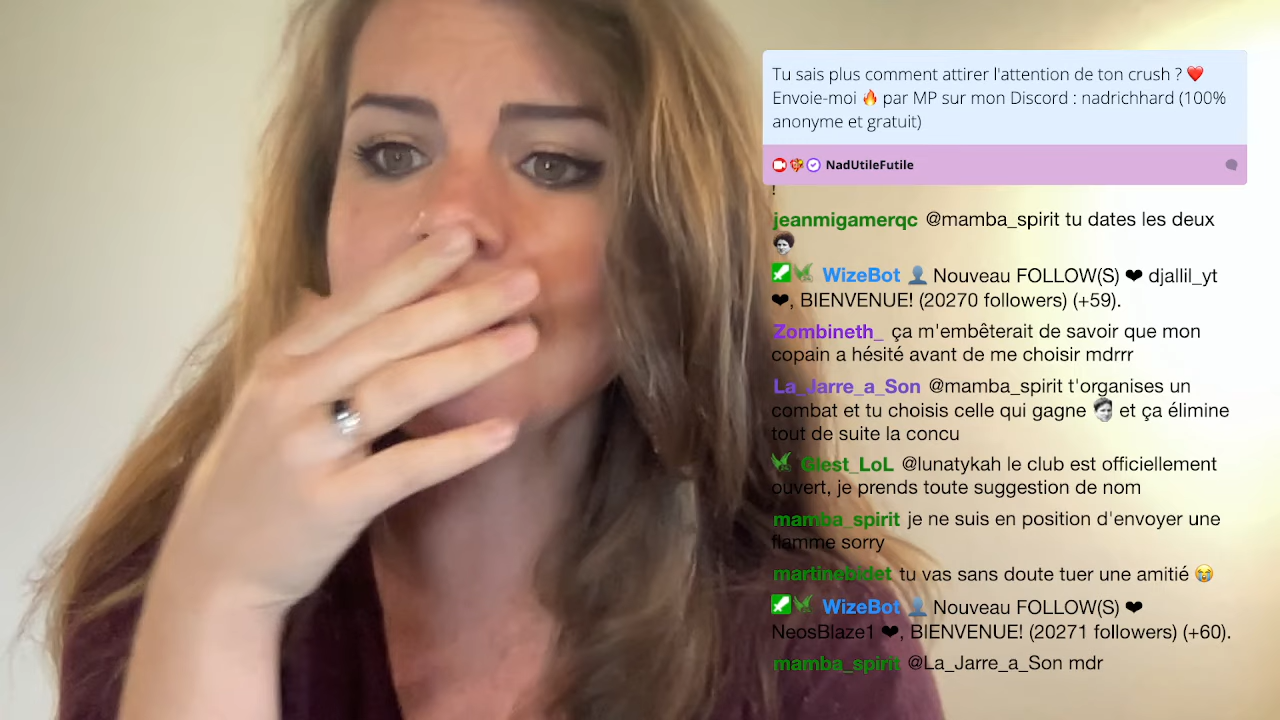 Tu sais plus comment attirer l'attention de ton crush ? ❤️
Envoie-moi 🔥 par MP sur mon Discord : nadrichhard (100%
anonyme et gratuit)
NadUtileFutile
!
jeanmigamerqc @mamba_spirit tu dates les deux
WizeBot 👤 Nouveau FOLLOW(S) ❤ djallil_yt
❤, BIENVENUE! (20270 followers) (+59).
Zombineth_ ça m'embêterait de savoir que mon
copain a hésité avant de me choisir mdrrr
La_Jarre_a_Son @mamba_spirit t'organises un
combat et tu choisis celle qui gagne et ça élimine
tout de suite la concu
Glest_LoL @lunatykah le club est officiellement
ouvert, je prends toute suggestion de nom
mamba_spirit je ne suis en position d'envoyer une
flamme sorry
martinebidet tu vas sans doute tuer une amitié 😭
WizeBot 👤 Nouveau FOLLOW(S) ❤
NeosBlaze1 ❤, BIENVENUE! (20271 followers) (+60).
mamba_spirit @La_Jarre_a_Son mdr